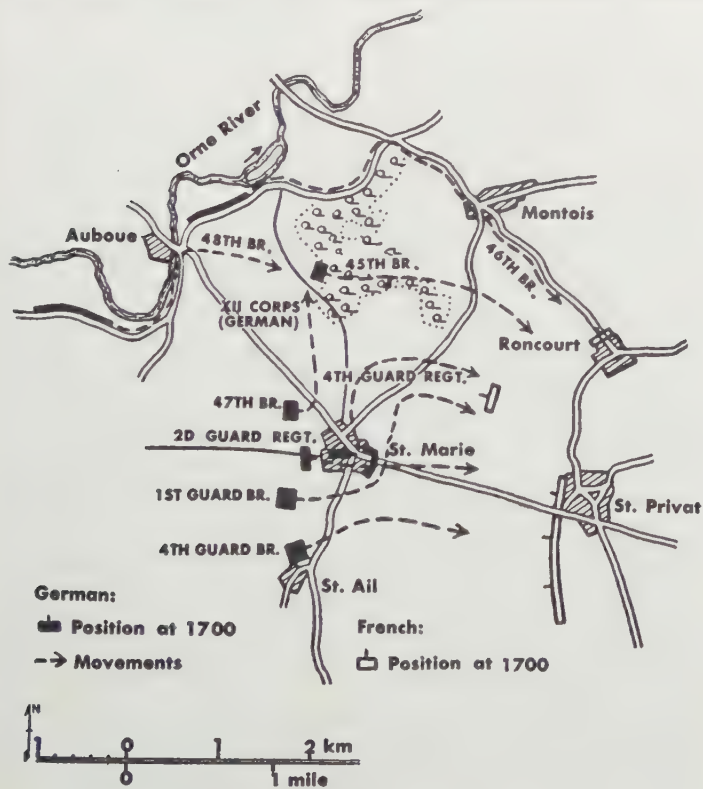 Orne River
Auboue
48TH BR.
Montois
46TH BR.
45TH BR.
XII CORPS
(GERMAN)
Roncourt
4TH GUARD REGT.
47TH BR.
2D GUARD REGT.
St. Marie
1ST GUARD BR.
St. Privat
4TH GUARD BR.
St. Ail
German:
Position at 1700
Movements
French:
Position at 1700
N
1 0 1 2 km
0 1 mile